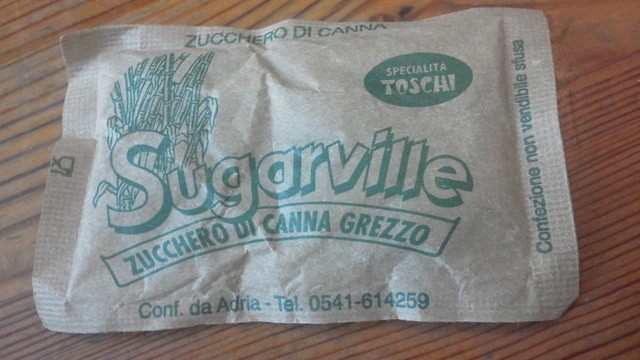 ZUCCHERO DI CANNA
SPECIALITÀ
TOSCHI
Sugarville
ZUCCHERO DI CANNA GREZZO
Conf. da Adria - Tel. 0541-614259
Confezione non vendibile sfusa